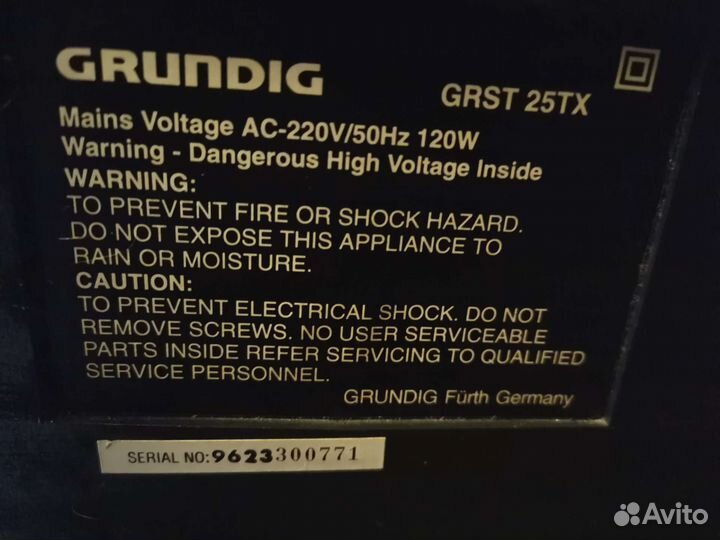 GRUNDIG
GRST 25TX
Mains Voltage AC-220V/50Hz 120W
Warning - Dangerous High Voltage Inside
WARNING:
TO PREVENT FIRE OR SHOCK HAZARD.
DO NOT EXPOSE THIS APPLIANCE TO
RAIN OR MOISTURE.
CAUTION:
TO PREVENT ELECTRICAL SHOCK. DO NOT
REMOVE SCREWS. NO USER SERVICEABLE
PARTS INSIDE REFER SERVICING TO QUALIFIED
SERVICE PERSONNEL.
GRUNDIG Fürth Germany
SERIAL NO:9623300771
Avito